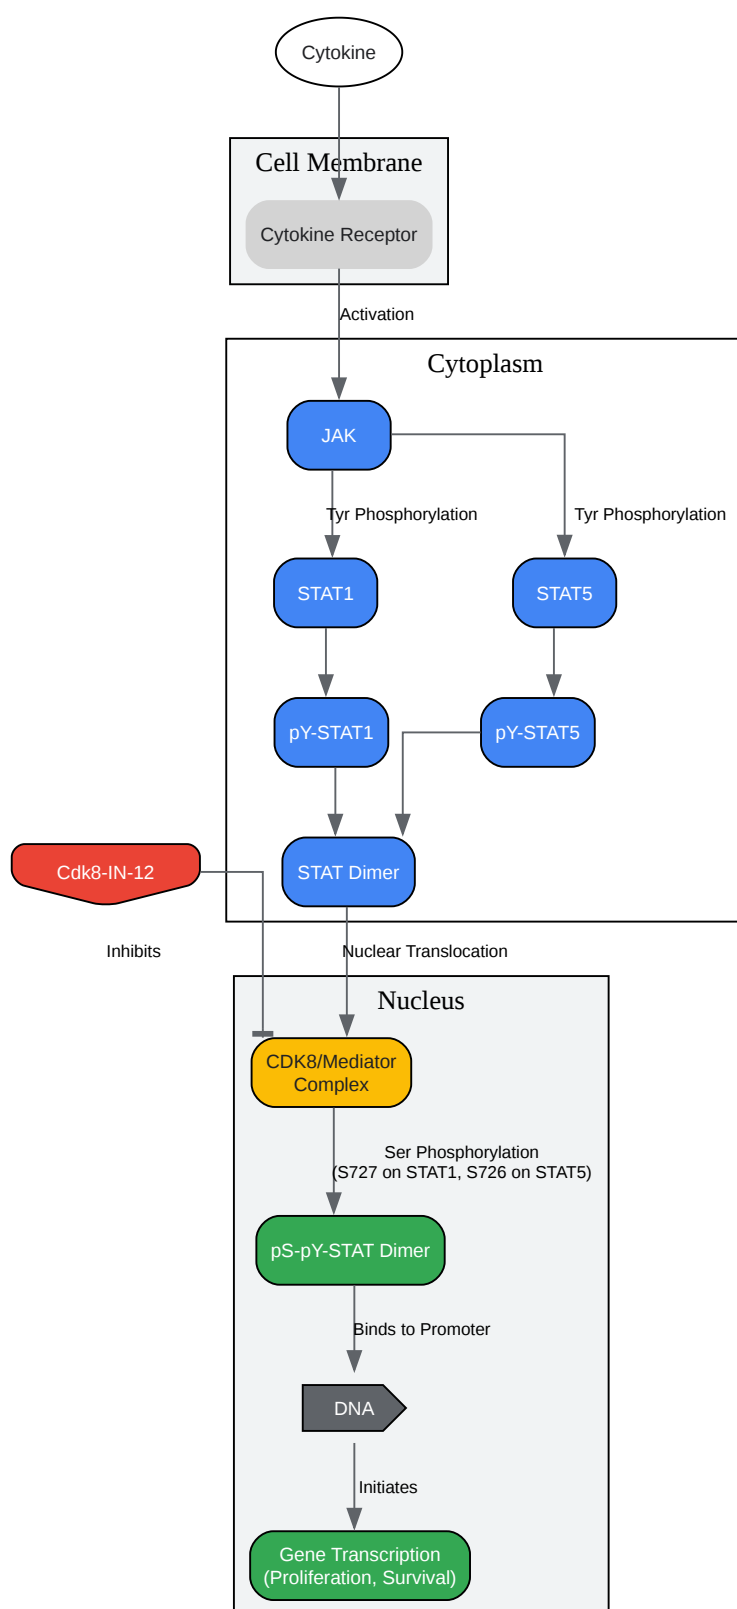 Cytokine
Cell Membrane
Cytokine Receptor
Activation
Cytoplasm
JAK
Tyr Phosphorylation
Tyr Phosphorylation
STAT1
STAT5
pY-STAT1
pY-STAT5
Cdk8-IN-12
STAT Dimer
Inhibits
Nuclear Translocation
Nucleus
CDK8/Mediator
Complex
Ser Phosphorylation
(S727 on STAT1, S726 on STAT5)
pS-pY-STAT Dimer
Binds to Promoter
DNA
Initiates
Gene Transcription
(Proliferation, Survival)